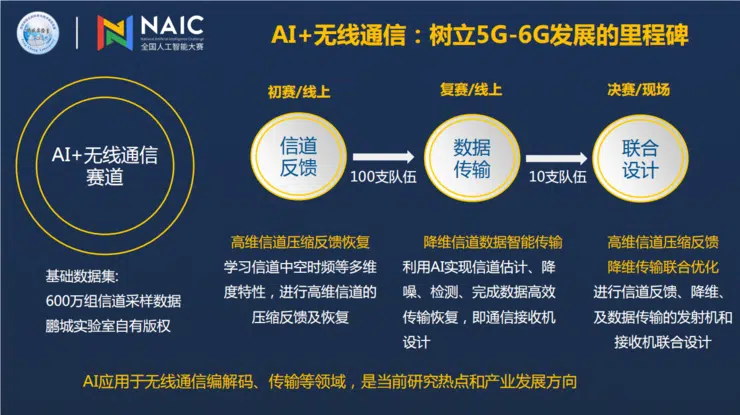 NAIC
全国人工智能大赛
AI+无线通信：树立5G-6G发展的里程碑
AI+无线通信
赛道
基础数据集:
600万组信道采样数据
鹏城实验室自有版权
初赛/线上
信道
反馈
100支队伍
复赛/线上
数据
传输
10支队伍
决赛/现场
联合
设计
高维信道压缩反馈恢复
学习信道中空时频等多维
度特性，进行高维信道的
压缩反馈及恢复
降维信道数据智能传输
利用AI实现信道估计、降
噪、检测、完成数据高效
传输恢复，即通信接收机
设计
高维信道压缩反馈
降维传输联合优化
进行信道反馈、降维、
及数据传输的发射机和
接收机联合设计
AI应用于无线通信编解码、传输等领域，是当前研究热点和产业发展方向